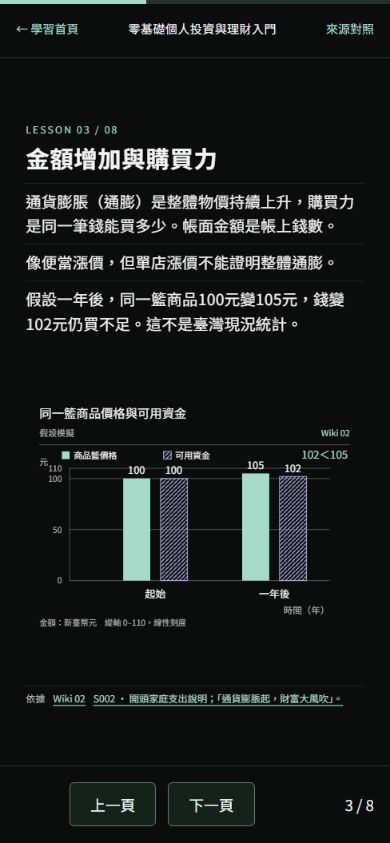 ← 學習首頁
零基礎個人投資與理財入門
來源對照
LESSON 03 / 08
金額增加與購買力
通貨膨脹（通膨）是整體物價持續上升，購買力
是同一筆錢能買多少。帳面金額是帳上錢數。
像便當漲價，但單店漲價不能證明整體通膨。
假設一年後，同一籃商品100元變105元，錢變
102元仍買不足。這不是臺灣現況統計。
同一籃商品價格與可用資金
假設模擬
Wiki 02
元
商品籃價格
可用資金
102＜105
110
100
50
0
100
100
105
102
起始
一年後
時間（年）
金額：新臺幣元　縱軸 0–110，線性刻度
依據 Wiki 02 S002 · 開頭家庭支出說明；「通貨膨脹起，財富大風吹」。
上一頁
下一頁
3 / 8